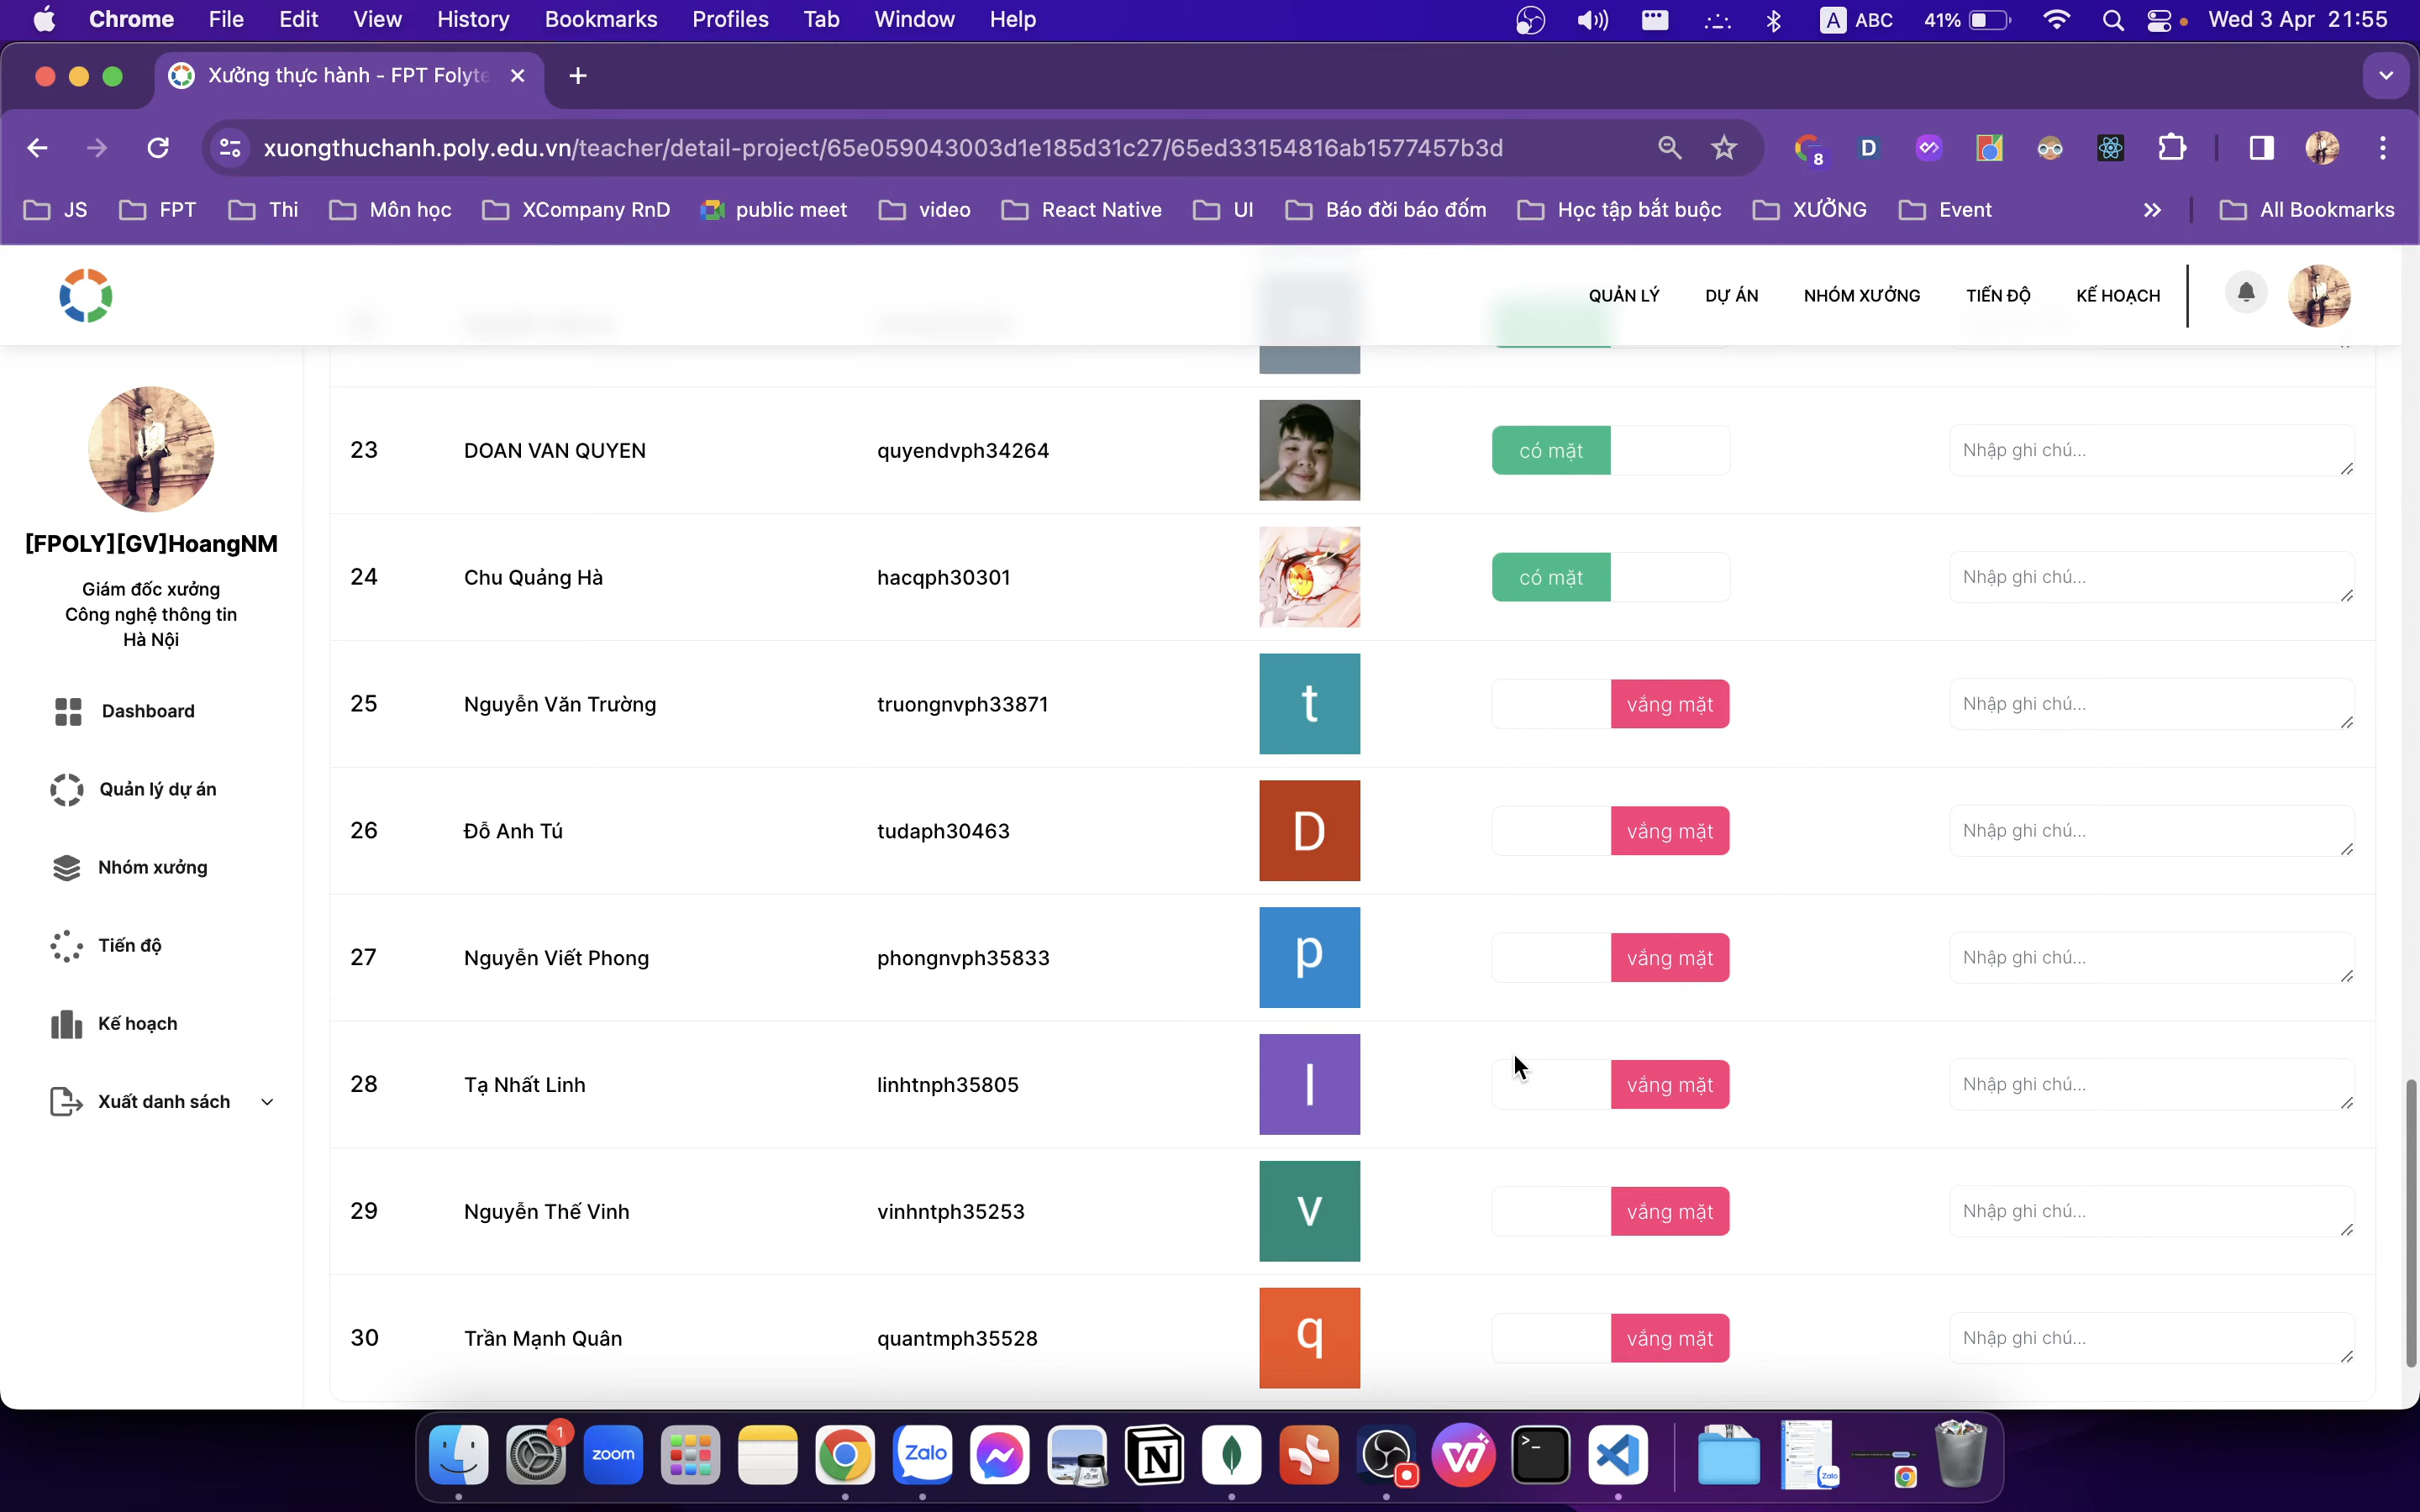 Chrome File Edit View History Bookmarks Profiles Tab Window Help A ABC 41% Wed 3 Apr 21:55
Xưởng thực hành - FPT Folyte
xuongthuchanh.poly.edu.vn/teacher/detail-project/65e059043003d1e185d31c27/65ed33154816ab1577457b3d 8 D
JS FPT Thi Môn học XCompany RnD public meet video React Native UI Báo đời báo đốm Học tập bắt buộc XƯỞNG Event All Bookmarks
QUẢN LÝ DỰ ÁN NHÓM XƯỞNG TIẾN ĐỘ KẾ HOẠCH
[FPOLY][GV]HoangNM
Giám đốc xưởng
Công nghệ thông tin
Hà Nội
Dashboard
Quản lý dự án
Nhóm xưởng
Tiến độ
Kế hoạch
Xuất danh sách
23 DOAN VAN QUYEN quyendvph34264 có mặt Nhập ghi chú...
24 Chu Quảng Hà hacqph30301 có mặt Nhập ghi chú...
25 Nguyễn Văn Trường truongnvph33871 t vắng mặt Nhập ghi chú...
26 Đỗ Anh Tú tudaph30463 D vắng mặt Nhập ghi chú...
27 Nguyễn Viết Phong phongnvph35833 p vắng mặt Nhập ghi chú...
28 Tạ Nhất Linh linhtnph35805 l vắng mặt Nhập ghi chú...
29 Nguyễn Thế Vinh vinhntph35253 v vắng mặt Nhập ghi chú...
30 Trần Mạnh Quân quantmph35528 q vắng mặt Nhập ghi chú...
1 zoom Zalo N W Zalo